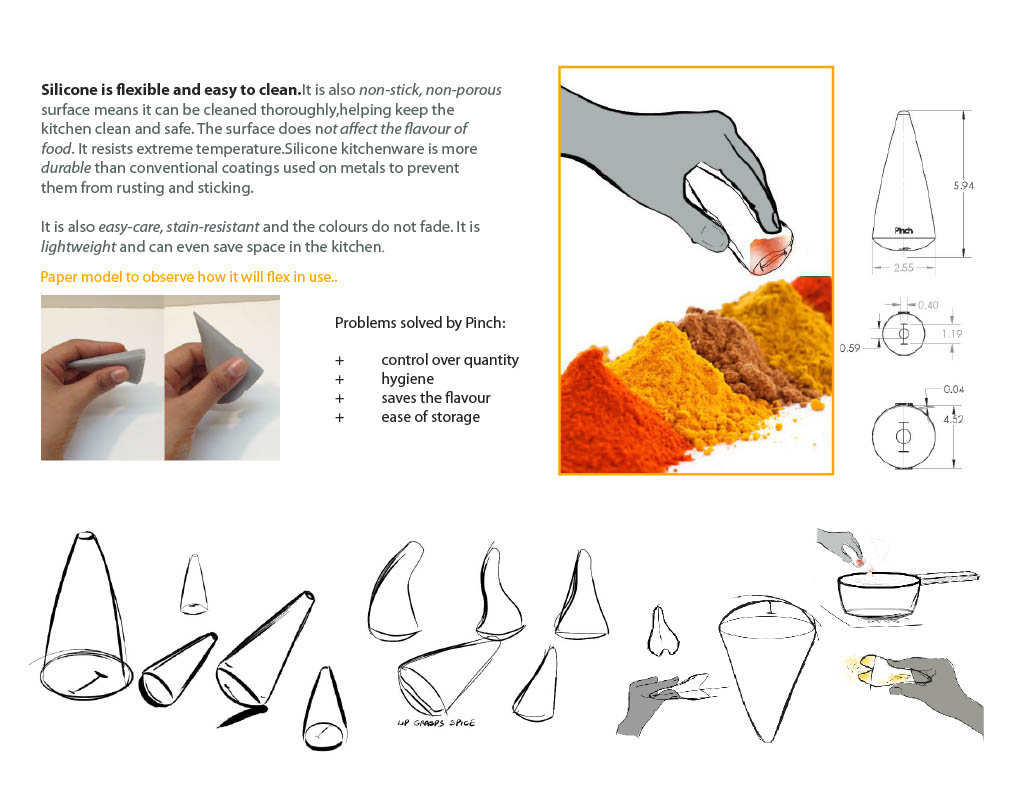 Silicone is flexible and easy to clean.It is also non-stick, non-porous
surface means it can be cleaned thoroughly,helping keep the
kitchen clean and safe. The surface does not affect the flavour of
food. It resists extreme temperature.Silicone kitchenware is more
durable than conventional coatings used on metals to prevent
them from rusting and sticking.
It is also easy-care, stain-resistant and the colours do not fade. It is
lightweight and can even save space in the kitchen.
Paper model to observe how it will flex in use..
Problems solved by Pinch:
+ control over quantity
+ hygiene
+ saves the flavour
+ ease of storage
5.94
Pinch
2.55
0.40
1.19
0.59
0.04
4.52
LIP GRASPS SPICE